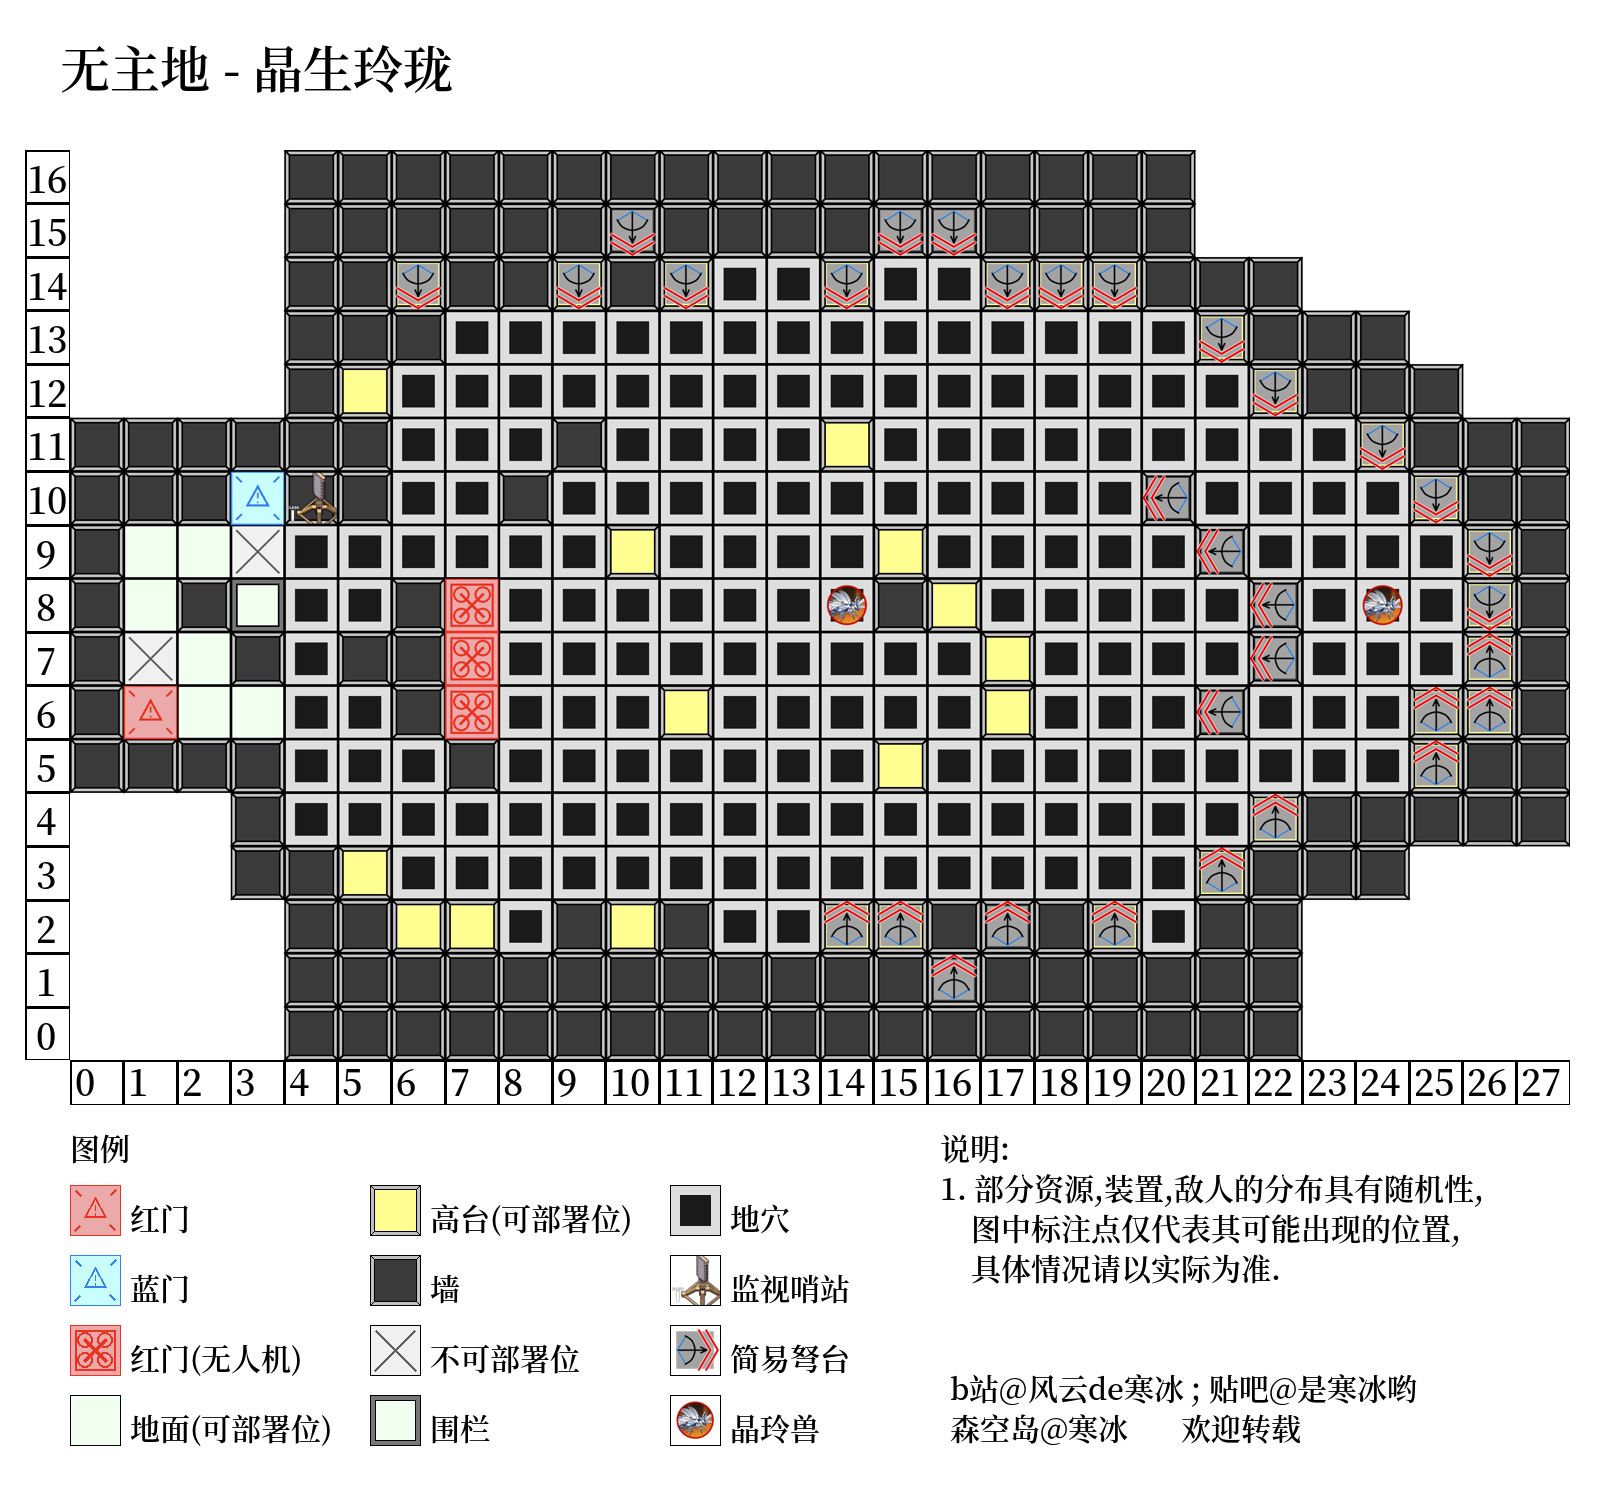 无主地 - 晶生玲珑
16
15
14
13
12
11
10
9
8
7
6
5
4
3
2
1
0
0 1 2 3 4 5 6 7 8 9 10 11 12 13 14 15 16 17 18 19 20 21 22 23 24 25 26 27
图例
红门 高台(可部署位) 地穴
蓝门 墙 监视哨站
红门(无人机) 不可部署位 简易弩台
地面(可部署位) 围栏 晶玲兽
说明:
1. 部分资源,装置,敌人的分布具有随机性,
图中标注点仅代表其可能出现的位置,
具体情况请以实际为准.
b站@风云de寒冰 ; 贴吧@是寒冰哟
森空岛@寒冰 欢迎转载